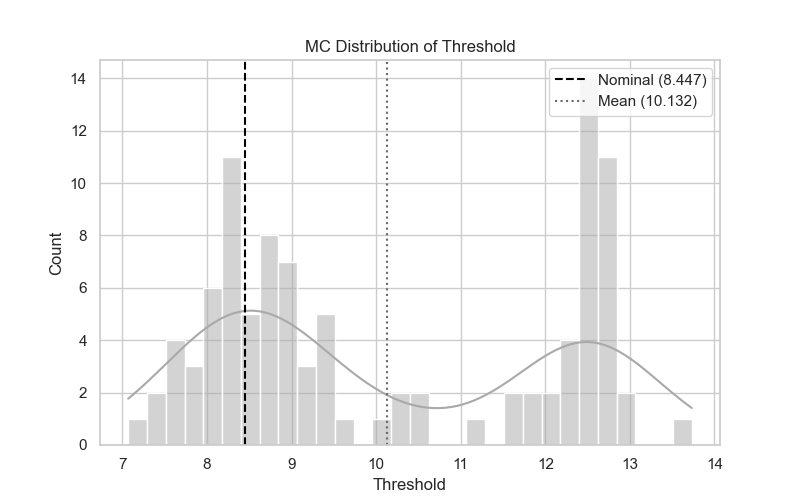 MC Distribution of Threshold
Nominal (8.447)
Mean (10.132)
Count
14
12
10
8
6
4
2
0
7 8 9 10 11 12 13 14
Threshold